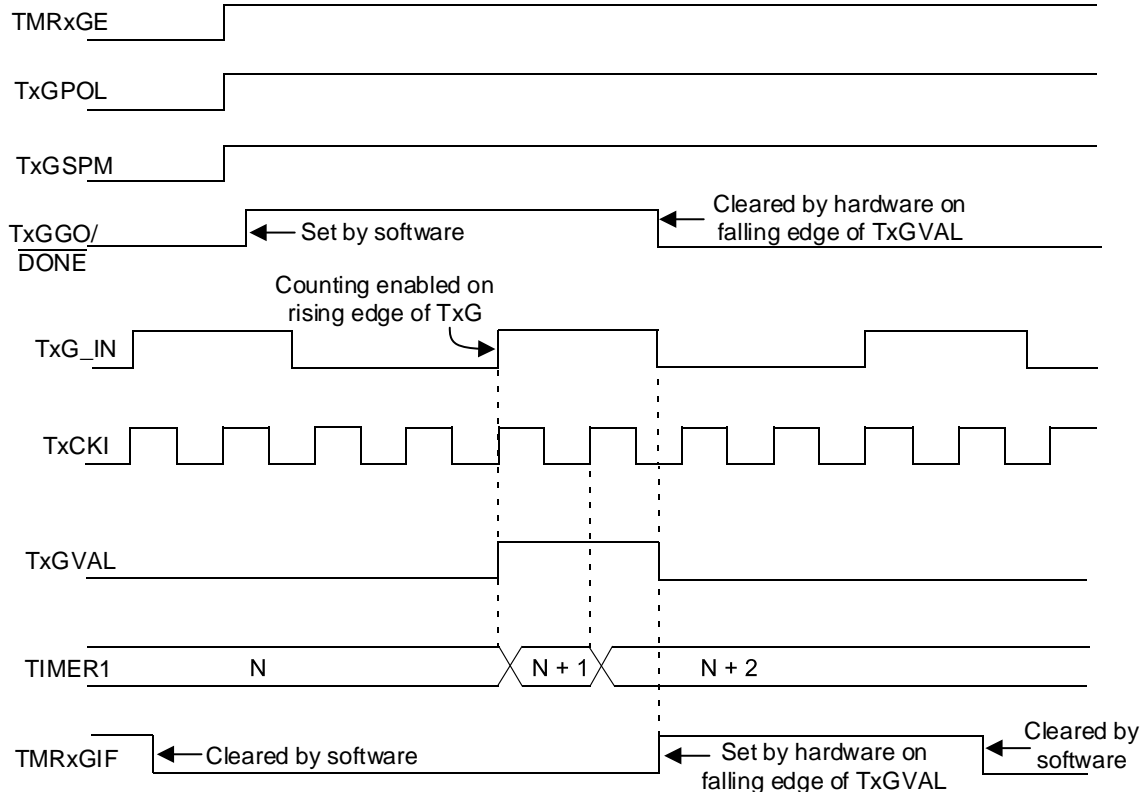 TMRxGE
TxGPOL
TxGSPM
TxGGO/
DONE
Set by software
Cleared by hardware on
falling edge of TxGVAL
Counting enabled on
rising edge of TxG
TxG_IN
TxCKI
TxGVAL
TIMER1
N
N + 1
N + 2
TMRxGIF
Cleared by software
Set by hardware on
falling edge of TxGVAL
Cleared by
software